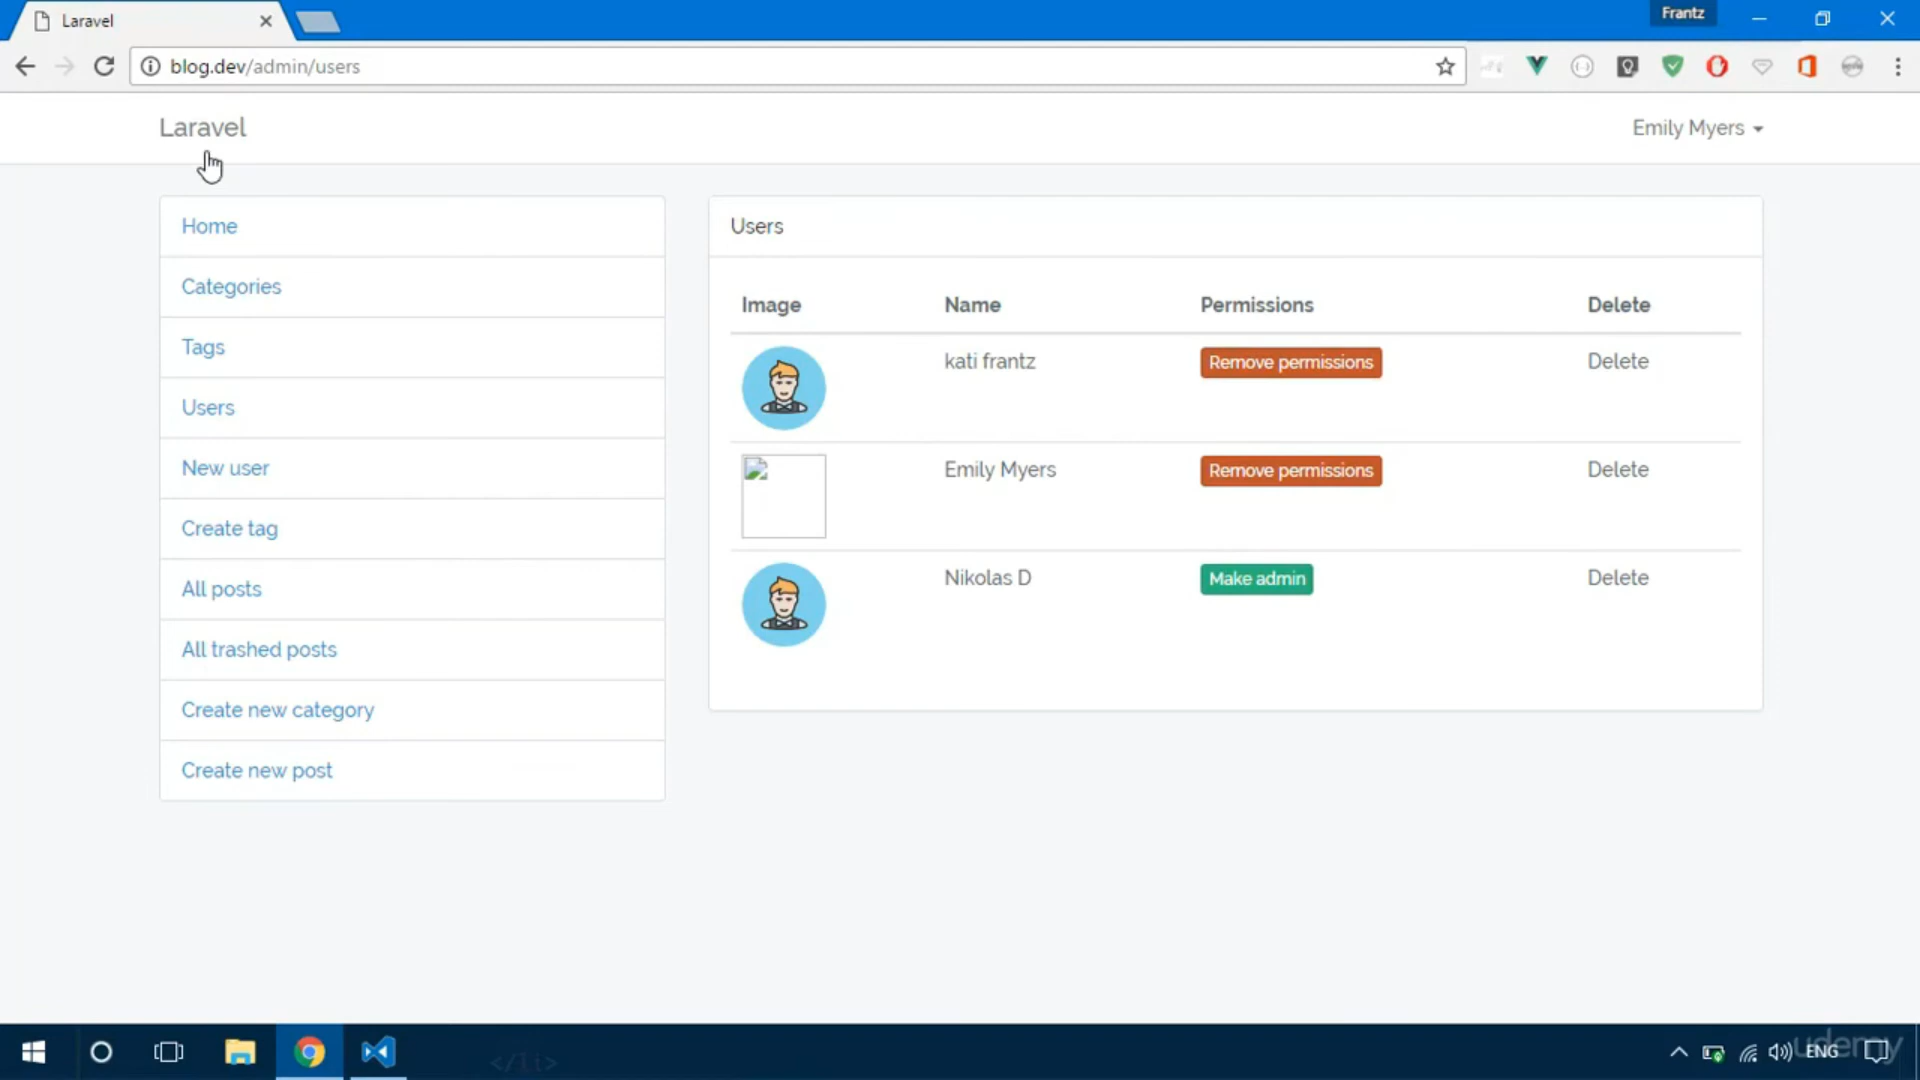 Laravel
Frantz
blog.dev/admin/users
Laravel
Emily Myers
Home
Categories
Tags
Users
New user
Create tag
All posts
All trashed posts
Create new category
Create new post
Users
Image Name Permissions Delete
kati frantz Remove permissions Delete
Emily Myers Remove permissions Delete
Nikolas D Make admin Delete
</li>
ENG
udemy